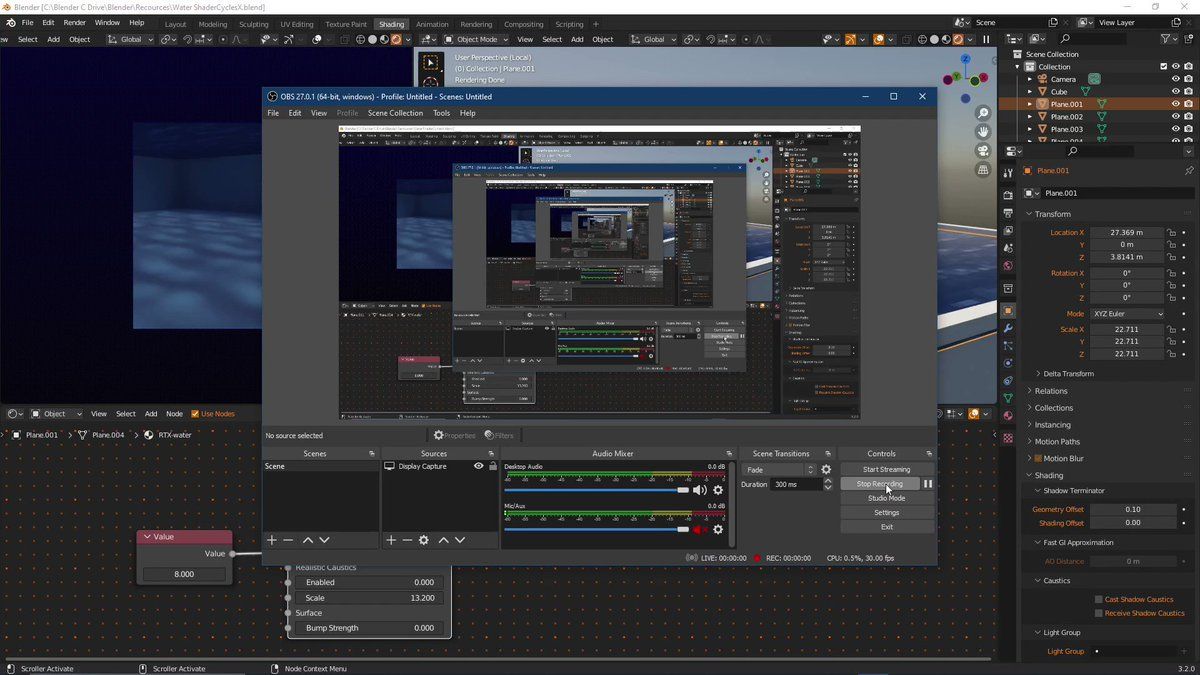 Blender [C:\Blender C Drive\Blender\Recources\Water ShaderCyclesX.blend]
File Edit Render Window Help Layout Modeling Sculpting UV Editing Texture Paint Shading Animation Rendering Compositing Scripting + Scene View Layer
View Select Add Object Global Object Mode View Select Add Object Global
User Perspective (Local)
(0) Collection | Plane.001
Rendering Done
Scene Collection
Collection
Camera
Cube
Plane.001
Plane.002
Plane.003
Plane.001
Plane.001
Transform
Location X 27.369 m
Y 0 m
Z 3.8141 m
Rotation X 0°
Y 0°
Z 0°
Mode XYZ Euler
Scale X 22.711
Y 22.711
Z 22.711
Delta Transform
Relations
Collections
Instancing
Motion Paths
Motion Blur
Shading
Shadow Terminator
Geometry Offset 0.10
Shading Offset 0.00
Fast GI Approximation
AO Distance 0 m
Caustics
Cast Shadow Caustics
Receive Shadow Caustics
Light Group
Light Group
OBS 27.0.1 (64-bit, windows) - Profile: Untitled - Scenes: Untitled
File Edit View Profile Scene Collection Tools Help
No source selected Properties Filters
Scenes Sources Audio Mixer Scene Transitions Controls
Scene
Display Capture
Desktop Audio 0.0 dB
Mic/Aux 0.0 dB
Fade
Duration 300 ms
Start Streaming
Stop Recording
Studio Mode
Settings
Exit
LIVE: 00:00:00 REC: 00:00:00 CPU: 0.5%, 30.00 fps
Object View Select Add Node Use Nodes
Plane.001 Plane.004 RTX-water
Value
Value
8.000
Realistic Caustics
Enabled 0.000
Scale 13.200
Surface
Bump Strength 0.000
Scroller Activate Scroller Activate Node Context Menu 3.2.0